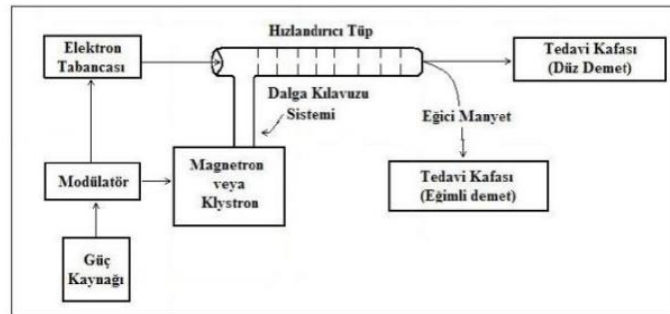 Hızlandırıcı Tüp
Elektron
Tabancası
Tedavi Kafası
(Düz Demet)
Dalga Kılavuzu
Sistemi
Eğici Manyet
Magnetron
veya
Klystron
Modülatör
Tedavi Kafası
(Eğimli demet)
Güç
Kaynağı